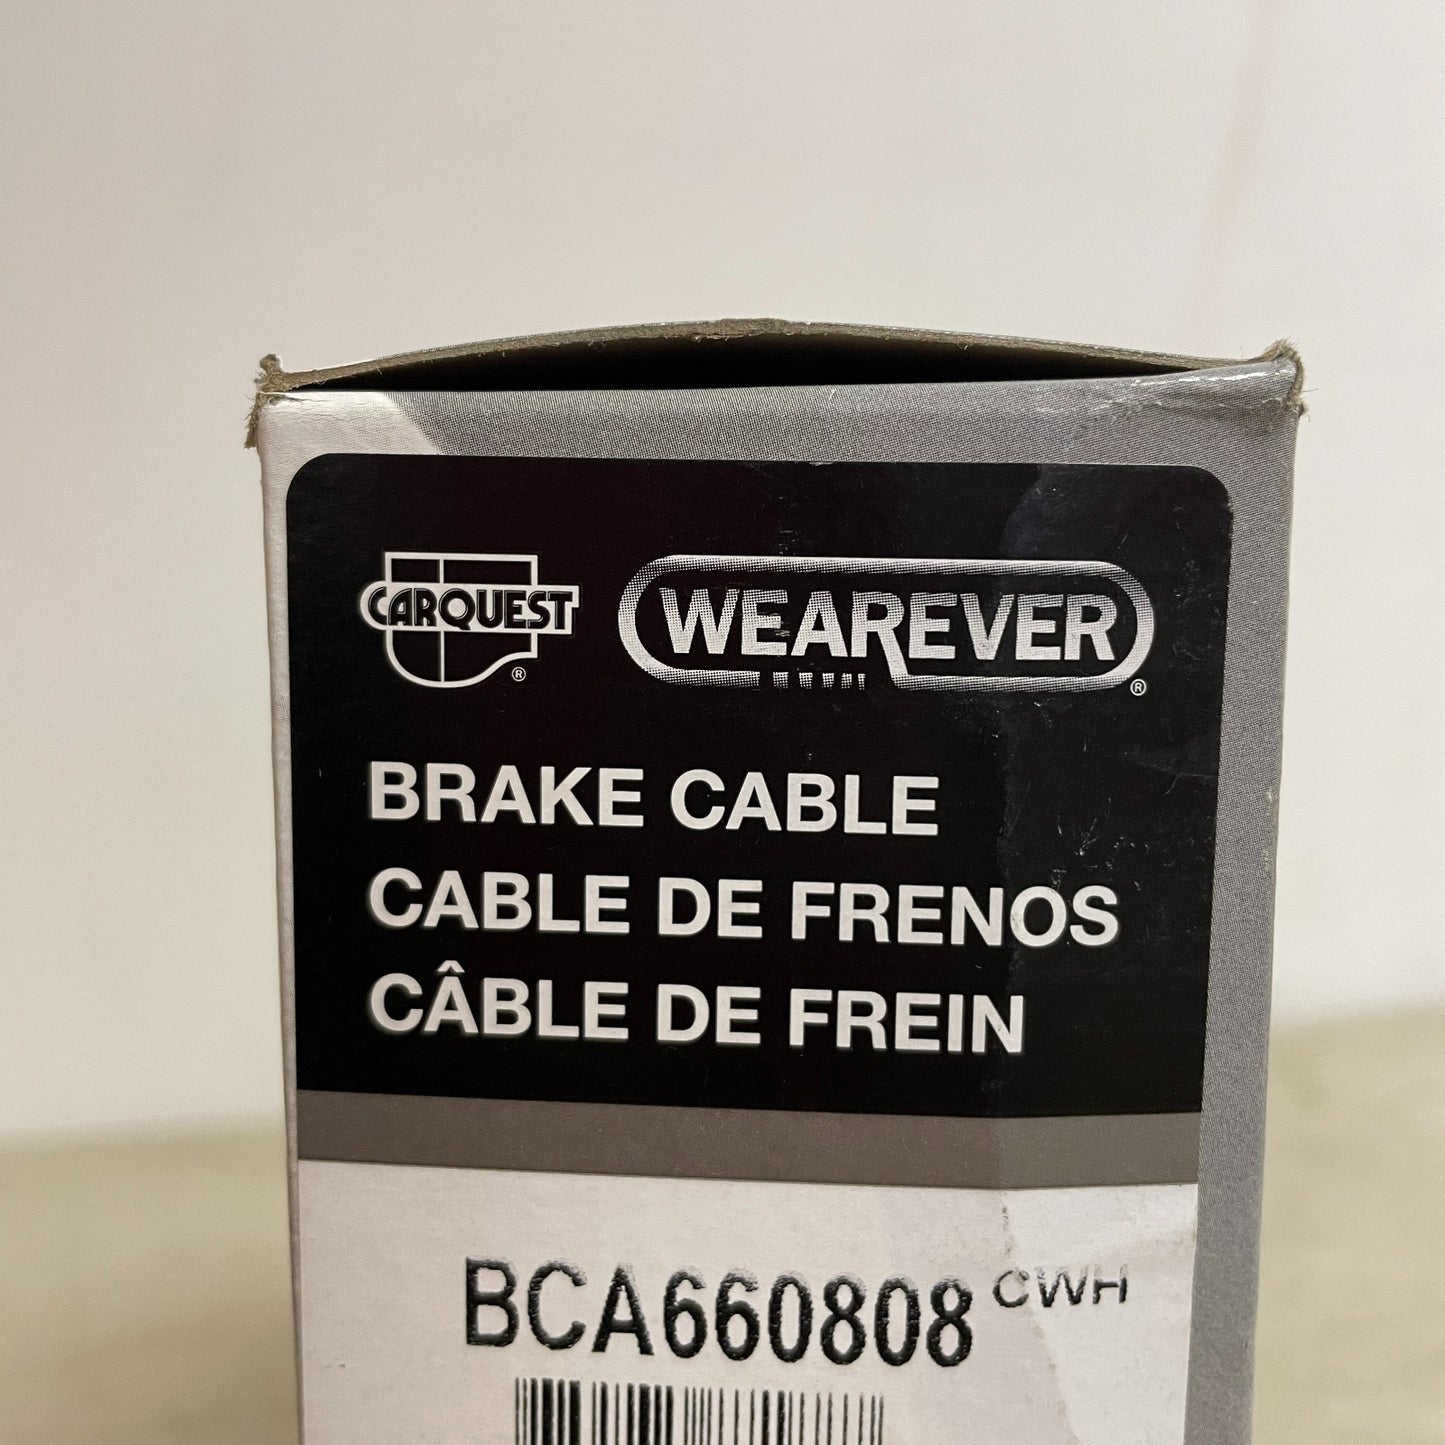 CARQUEST ® WEAREVER ®
BRAKE CABLE
CABLE DE FRENOS
CÂBLE DE FREIN
BCA660808 CWH